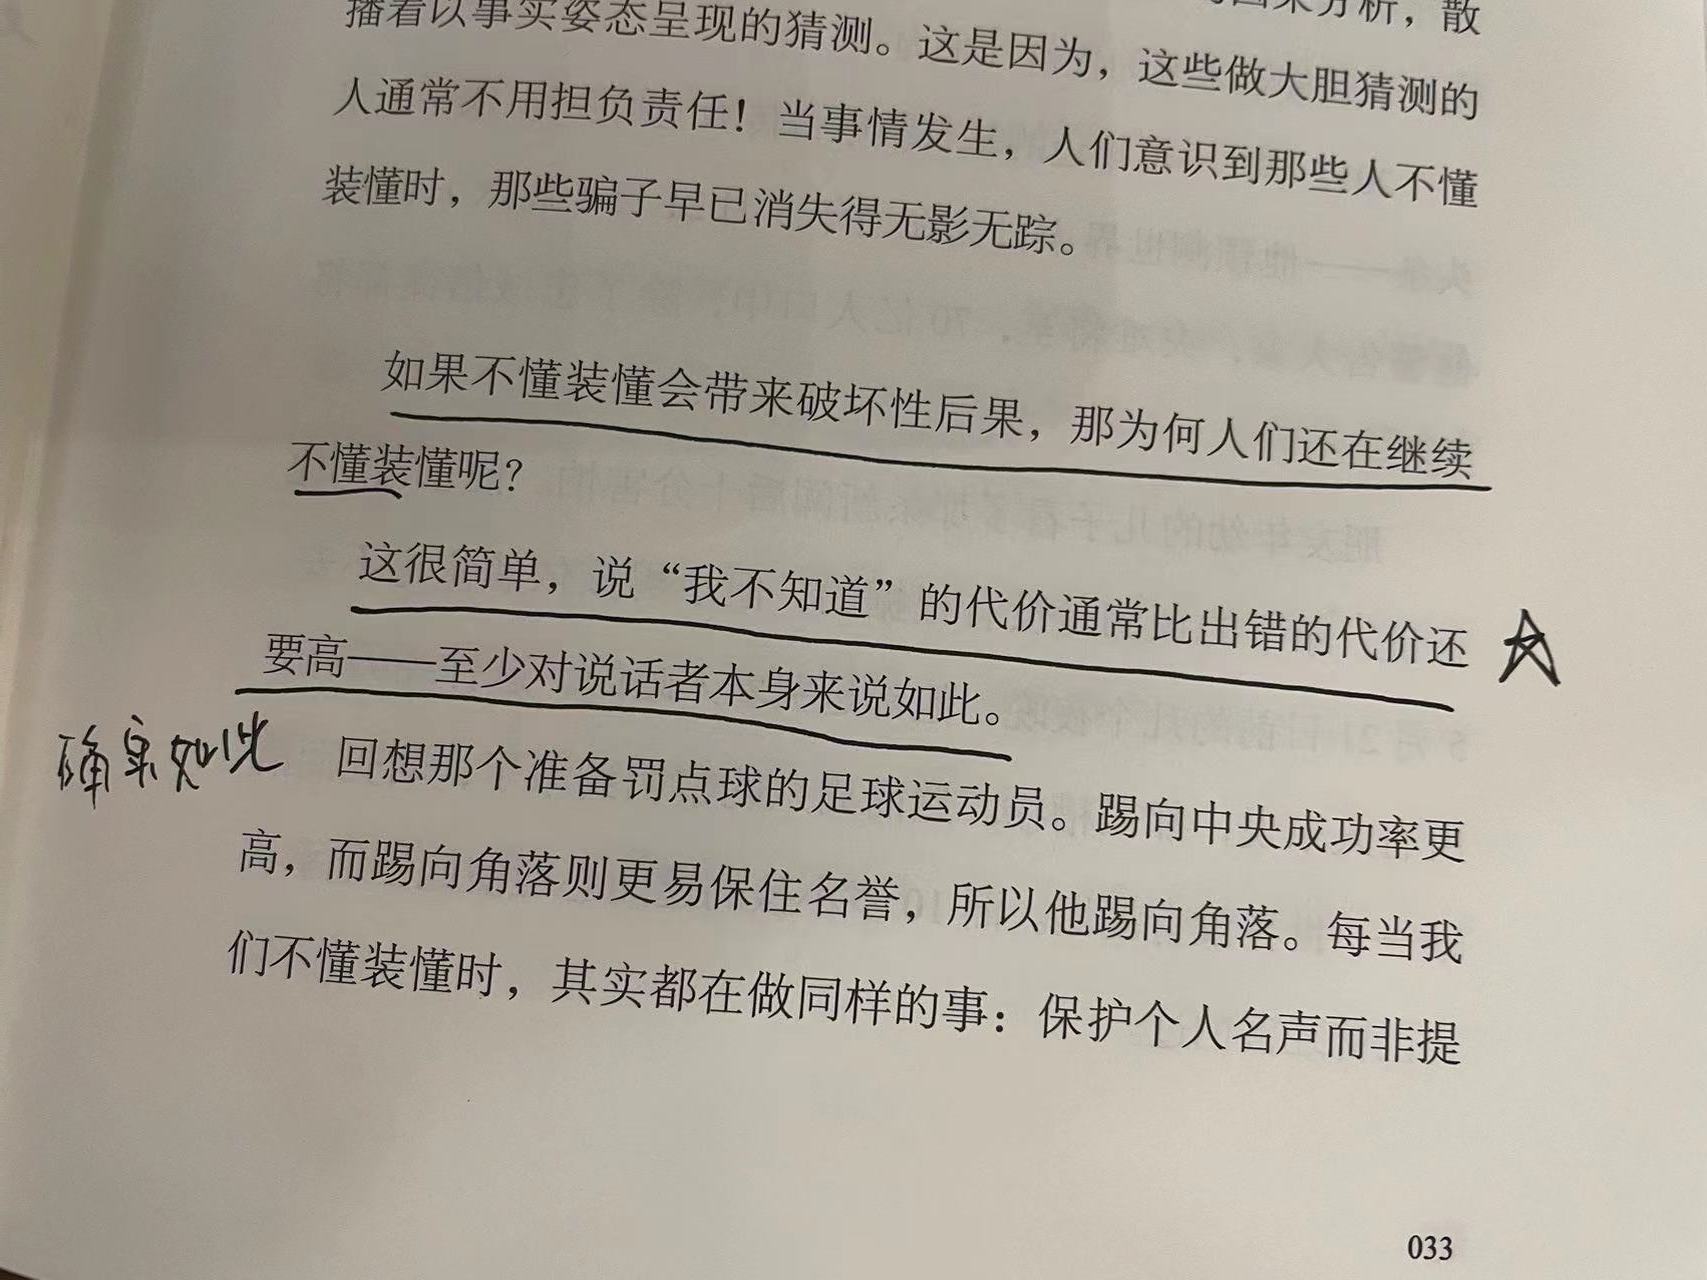 回来分析，散
播着以事实姿态呈现的猜测。这是因为，这些做大胆猜测的
人通常不用担负责任！当事情发生，人们意识到那些人不懂
装懂时，那些骗子早已消失得无影无踪。
如果不懂装懂会带来破坏性后果，那为何人们还在继续
不懂装懂呢？
这很简单，说“我不知道”的代价通常比出错的代价还
要高——至少对说话者本身来说如此。
确实如此
回想那个准备罚点球的足球运动员。踢向中央成功率更
高，而踢向角落则更易保住名誉，所以他踢向角落。每当我
们不懂装懂时，其实都在做同样的事：保护个人名声而非提
033